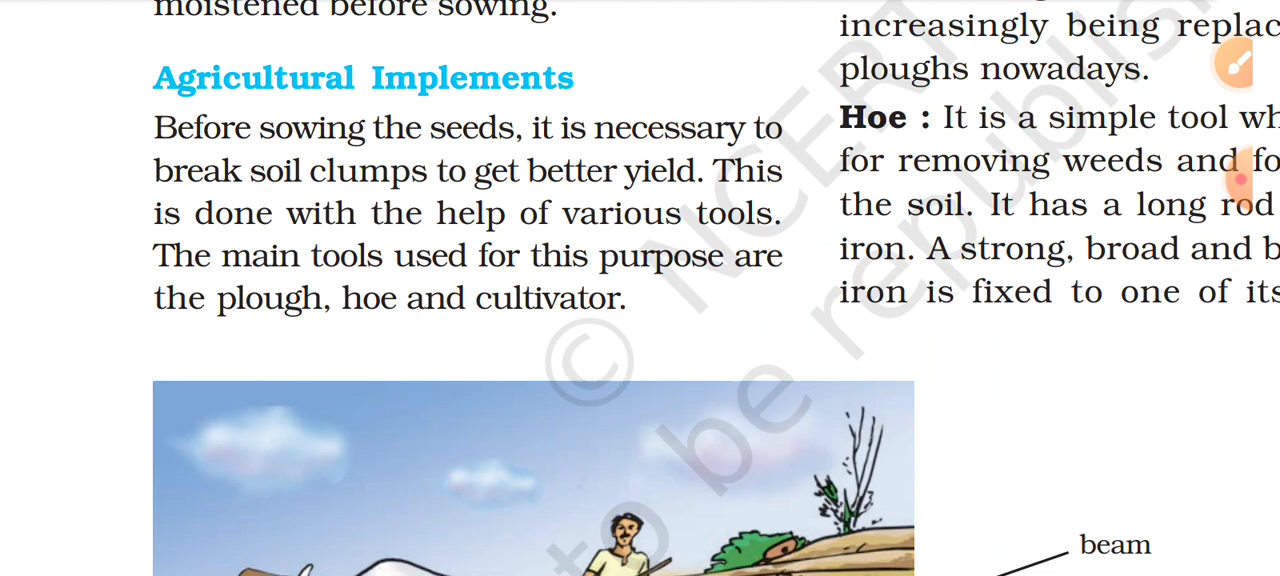 moistened before sowing.
Agricultural Implements
Before sowing the seeds, it is necessary to
break soil clumps to get better yield. This
is done with the help of various tools.
The main tools used for this purpose are
the plough, hoe and cultivator.
increasingly being replac
ploughs nowadays.
Hoe : It is a simple tool wh
for removing weeds and fo
the soil. It has a long rod
iron. A strong, broad and b
iron is fixed to one of its
beam
© NCERT
to be republis